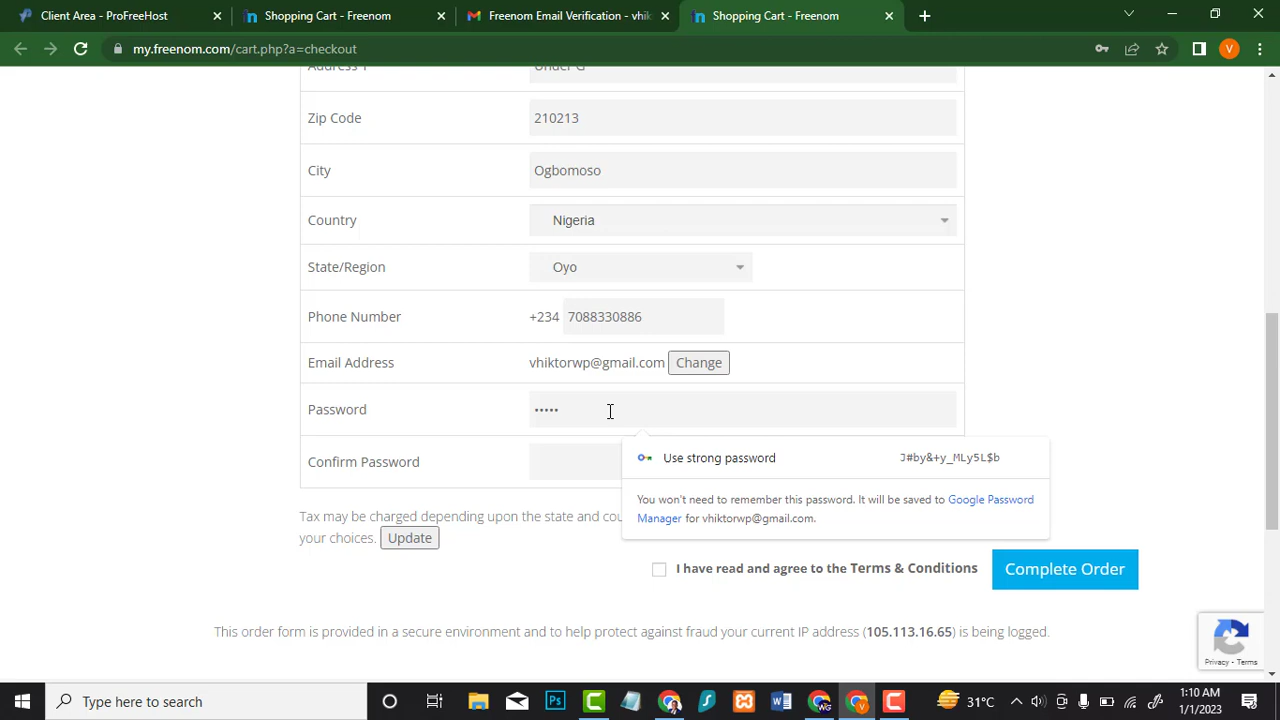 Client Area - ProFreeHost
Shopping Cart - Freenom
Freenom Email Verification - vhik
Shopping Cart - Freenom
my.freenom.com/cart.php?a=checkout
V
Address 1
Under G
Zip Code
210213
City
Ogbomoso
Country
Nigeria
State/Region
Oyo
Phone Number
+234 7088330886
Email Address
vhiktorwp@gmail.com Change
Password
•••••
Use strong password
J#by&+y_MLy5L$b
Confirm Password
You won't need to remember this password. It will be saved to Google Password
Manager for vhiktorwp@gmail.com.
Tax may be charged depending upon the state and cou
your choices. Update
I have read and agree to the Terms & Conditions
Complete Order
This order form is provided in a secure environment and to help protect against fraud your current IP address (105.113.16.65) is being logged.
Privacy - Terms
Type here to search
31°C
1:10 AM
1/1/2023